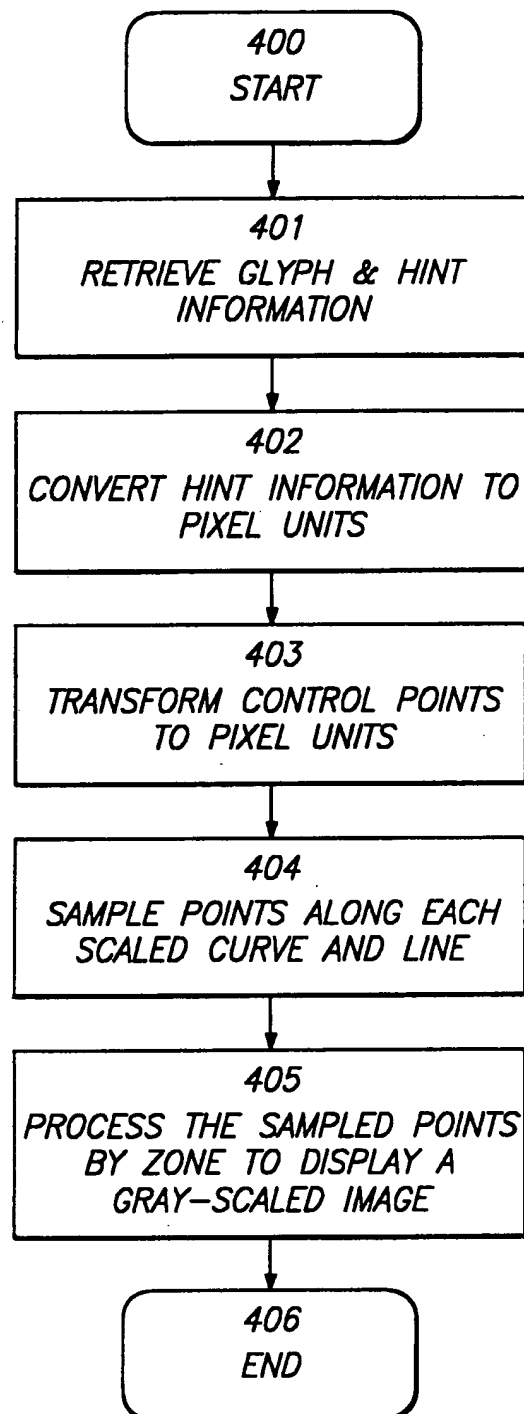 400
START
401
RETRIEVE GLYPH & HINT
INFORMATION
402
CONVERT HINT INFORMATION TO
PIXEL UNITS
403
TRANSFORM CONTROL POINTS
TO PIXEL UNITS
404
SAMPLE POINTS ALONG EACH
SCALED CURVE AND LINE
405
PROCESS THE SAMPLED POINTS
BY ZONE TO DISPLAY A
GRAY-SCALED IMAGE
406
END